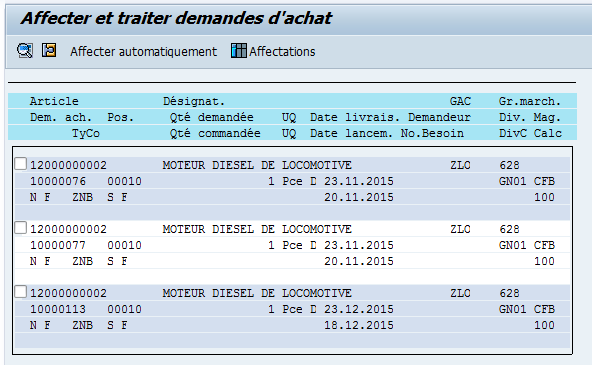 Affecter et traiter demandes d'achat
Affecter automatiquement Affectations
Article Désignat. GAC Gr.march.
Dem. ach. Pos. Qté demandée UQ Date livrais. Demandeur Div. Mag.
TyCo Qté commandée UQ Date lancem. No.Besoin DivC Calc
12000000002 MOTEUR DIESEL DE LOCOMOTIVE ZLO 628
10000076 00010 1 Pce D 23.11.2015 GN01 CFB
N F ZNB S F 20.11.2015 100
12000000002 MOTEUR DIESEL DE LOCOMOTIVE ZLO 628
10000077 00010 1 Pce D 23.11.2015 GN01 CFB
N F ZNB S F 20.11.2015 100
12000000002 MOTEUR DIESEL DE LOCOMOTIVE ZLO 628
10000113 00010 1 Pce D 23.12.2015 GN01 CFB
N F ZNB S F 18.12.2015 100